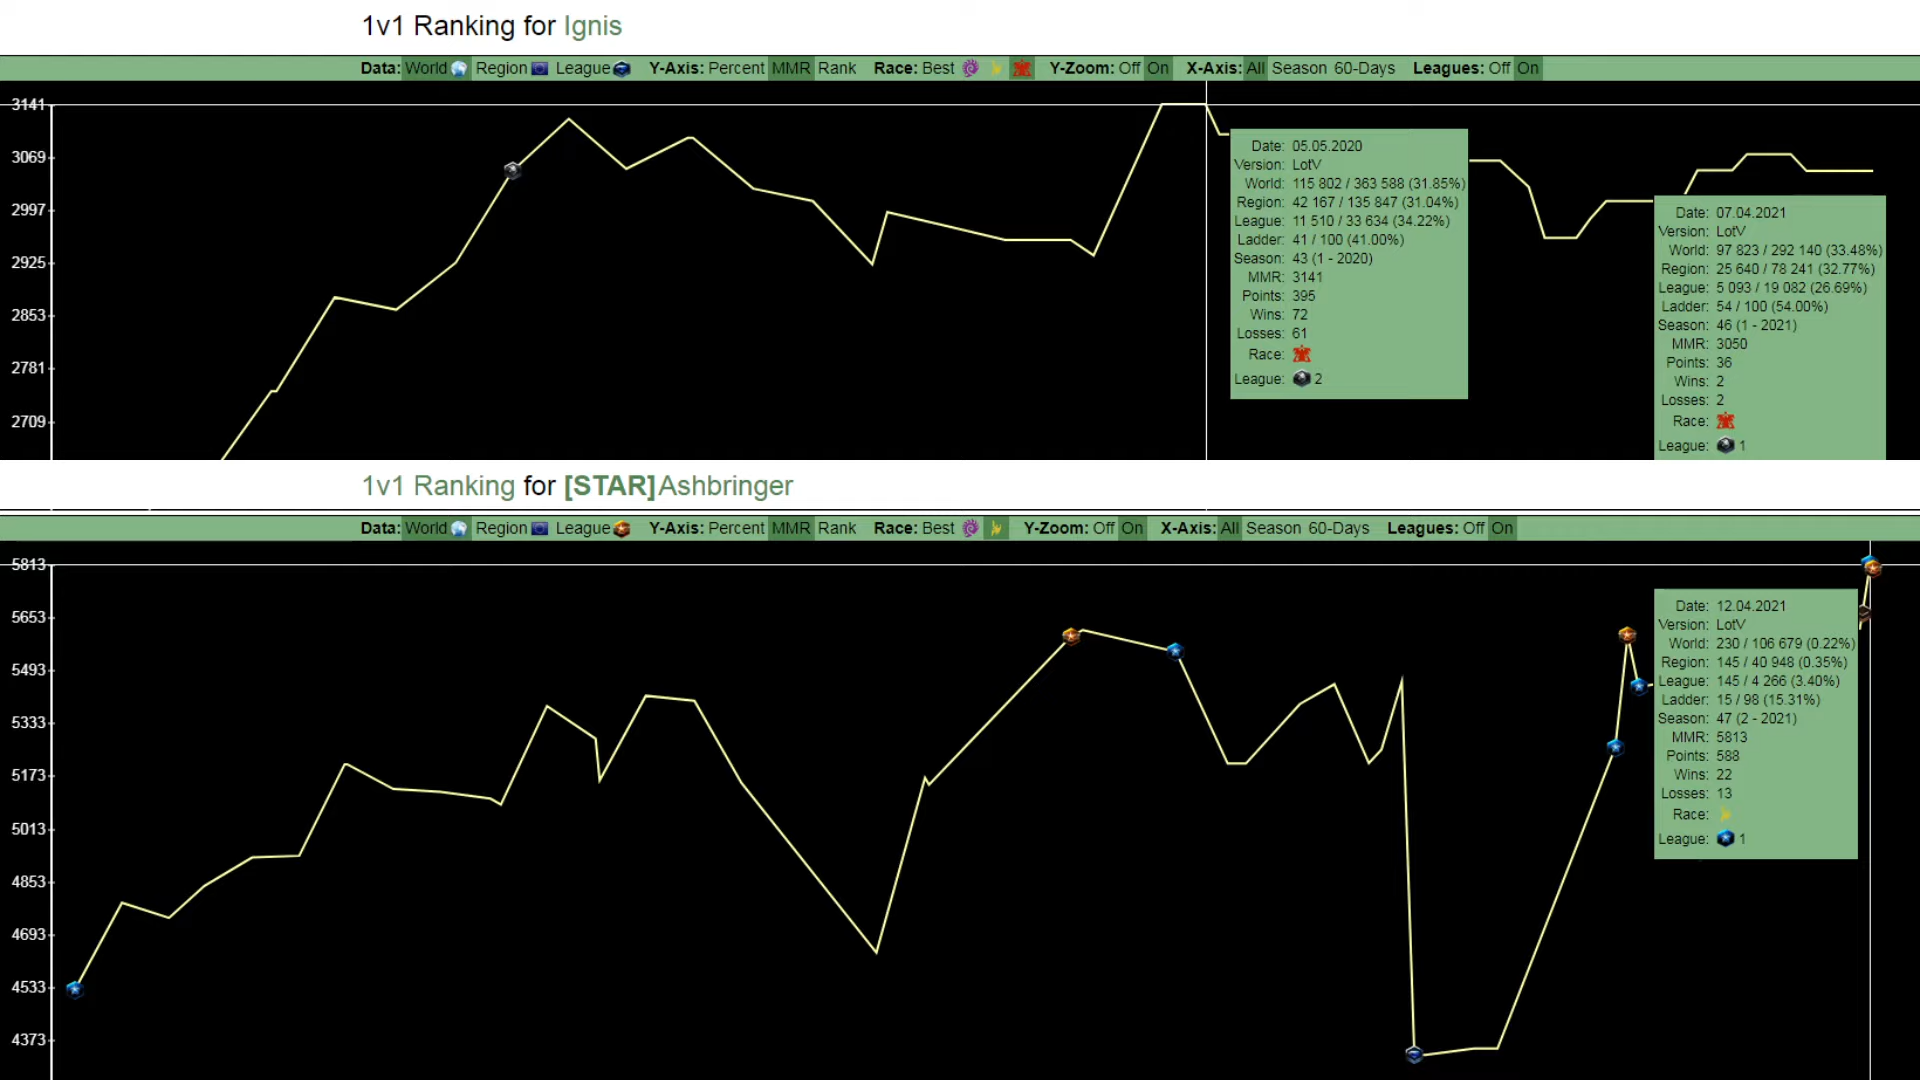 1v1 Ranking for Ignis
Data: World Region League Y-Axis: Percent MMR Rank Race: Best Y-Zoom: Off On X-Axis: All Season 60-Days Leagues: Off On
3141
3069
2997
2925
2853
2781
2709
Date: 05.05.2020
Version: LotV
World: 115 802 / 363 588 (31.85%)
Region: 42 167 / 135 847 (31.04%)
League: 11 510 / 33 634 (34.22%)
Ladder: 41 / 100 (41.00%)
Season: 43 (1 - 2020)
MMR: 3141
Points: 395
Wins: 72
Losses: 61
Race:
League: 2
Date: 07.04.2021
Version: LotV
World: 97 823 / 292 140 (33.48%)
Region: 25 640 / 78 241 (32.77%)
League: 5 093 / 19 082 (26.69%)
Ladder: 54 / 100 (54.00%)
Season: 46 (1 - 2021)
MMR: 3050
Points: 36
Wins: 2
Losses: 2
Race:
League: 1
1v1 Ranking for [STAR]Ashbringer
Data: World Region League Y-Axis: Percent MMR Rank Race: Best Y-Zoom: Off On X-Axis: All Season 60-Days Leagues: Off On
5813
5653
5493
5333
5173
5013
4853
4693
4533
4373
Date: 12.04.2021
Version: LotV
World: 230 / 106 679 (0.22%)
Region: 145 / 40 948 (0.35%)
League: 145 / 4 266 (3.40%)
Ladder: 15 / 98 (15.31%)
Season: 47 (2 - 2021)
MMR: 5813
Points: 588
Wins: 22
Losses: 13
Race:
League: 1